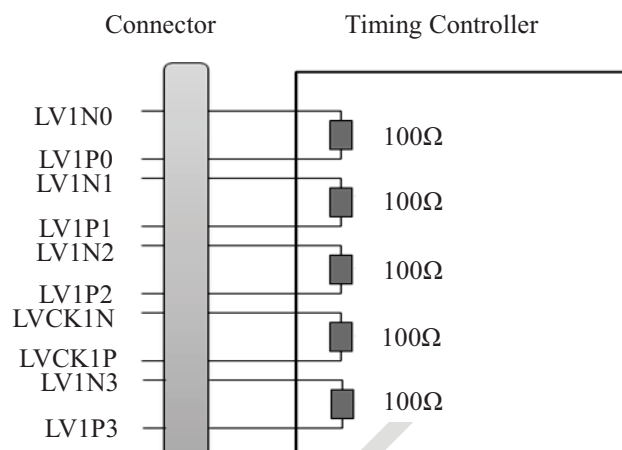 Connector Timing Controller
LV1N0
100Ω
LV1P0
LV1N1
100Ω
LV1P1
LV1N2
100Ω
LV1P2
LVCK1N
100Ω
LVCK1P
LV1N3
100Ω
LV1P3